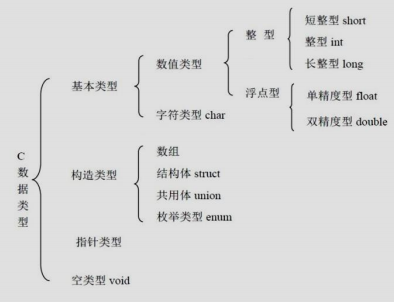 C数据类型
基本类型
数值类型
整 型
短整型 short
整型 int
长整型 long
浮点型
单精度型 float
双精度型 double
字符类型 char
构造类型
数组
结构体 struct
共用体 union
枚举类型 enum
指针类型
空类型 void